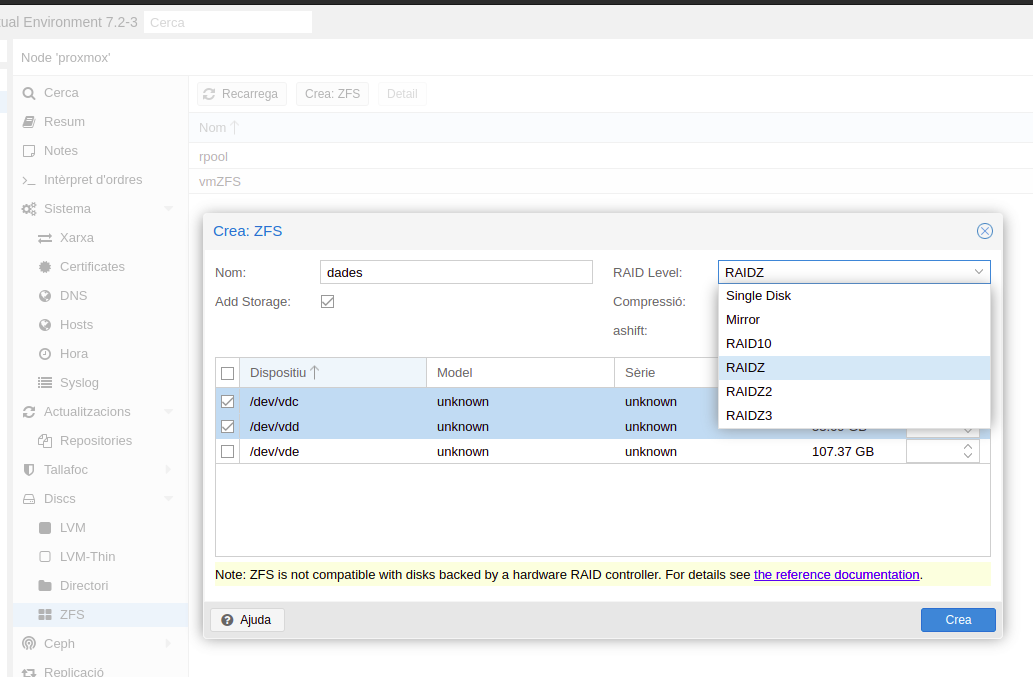 tual Environment 7.2-3 Cerca
Node 'proxmox'
Cerca
Resum
Notes
Intèrpret d'ordres
Sistema
Xarxa
Certificates
DNS
Hosts
Hora
Syslog
Actualitzacions
Repositories
Tallafoc
Discs
LVM
LVM-Thin
Directori
ZFS
Ceph
Replicació
Recarrega Crea: ZFS Detail
Nom
rpool
vmZFS
Crea: ZFS
Nom: dades
Add Storage:
RAID Level: RAIDZ
Compressió:
ashift:
Single Disk
Mirror
RAID10
RAIDZ
RAIDZ2
RAIDZ3
Dispositiu Model Sèrie
/dev/vdc unknown unknown
/dev/vdd unknown unknown GB
/dev/vde unknown unknown 107.37 GB
Note: ZFS is not compatible with disks backed by a hardware RAID controller. For details see the reference documentation.
Ajuda Crea